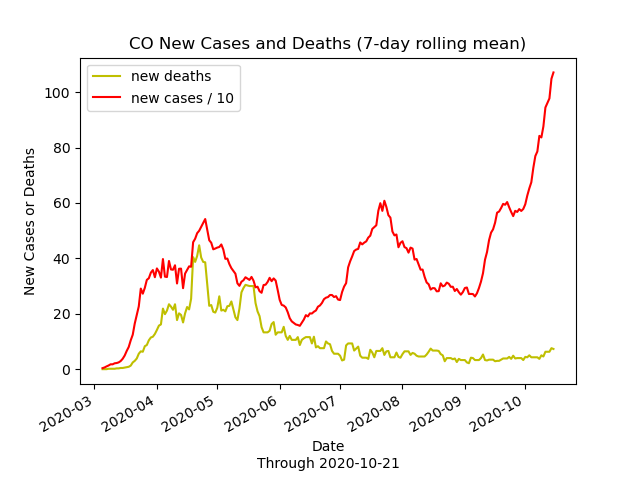 CO New Cases and Deaths (7-day rolling mean)
new deaths
new cases / 10
New Cases or Deaths
100
80
60
40
20
0
2020-03
2020-04
2020-05
2020-06
2020-07
2020-08
2020-09
2020-10
Date
Through 2020-10-21